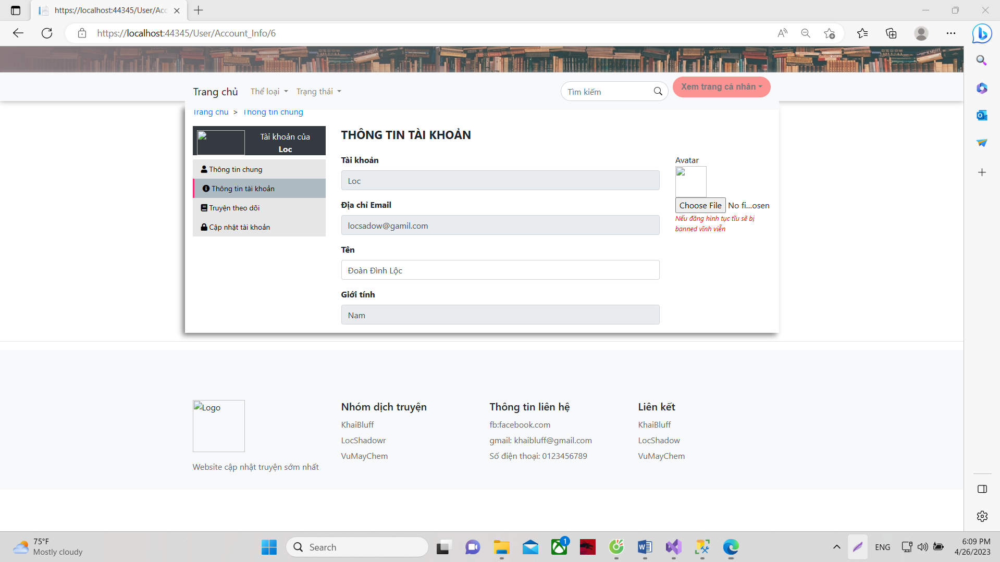 https://localhost:44345/User/Acc
https://localhost:44345/User/Account_Info/6
Trang chủ
Thể loại
Trạng thái
Tìm kiếm
Xem trang cá nhân
Trang chủ > Thông tin chung
Tài khoản của
Loc
Thông tin chung
Thông tin tài khoản
Truyện theo dõi
Cập nhật tài khoản
THÔNG TIN TÀI KHOẢN
Tài khoản
Loc
Địa chỉ Email
locsadow@gamil.com
Tên
Đoàn Đình Lộc
Giới tính
Nam
Avatar
Choose File No fi...osen
Nếu đăng hình tục tĩu sẽ bị
banned vĩnh viễn
Logo
Website cập nhật truyện sớm nhất
Nhóm dịch truyện
KhaiBluff
LocShadowr
VuMayChem
Thông tin liên hệ
fb:facebook.com
gmail: khaibluff@gmail.com
Số điện thoại: 0123456789
Liên kết
KhaiBluff
LocShadow
VuMayChem
75°F
Mostly cloudy
Search
1
ENG
6:09 PM
4/26/2023